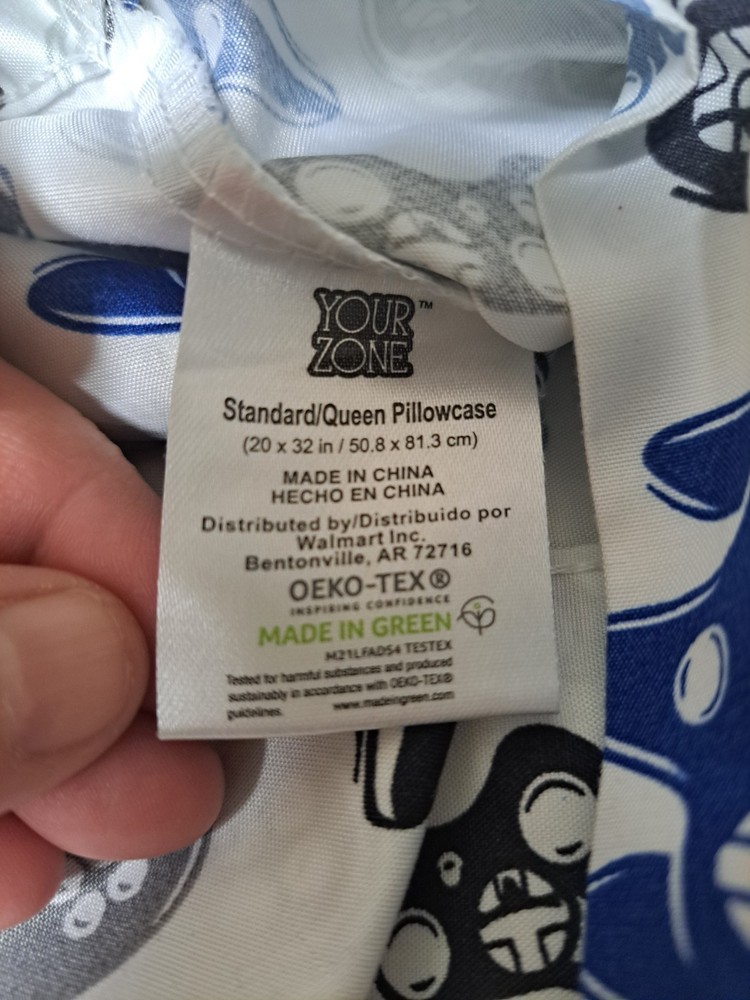 YOUR ™
ZONE
Standard/Queen Pillowcase
(20 x 32 in / 50.8 x 81.3 cm)
MADE IN CHINA
HECHO EN CHINA
Distributed by/Distribuido por
Walmart Inc.
Bentonville, AR 72716
OEKO-TEX®
INSPIRING CONFIDENCE
MADE IN GREEN
M21LFAD54 TESTEX
Tested for harmful substances and produced
sustainably in accordance with OEKO-TEX®
guidelines. www.madeingreen.com